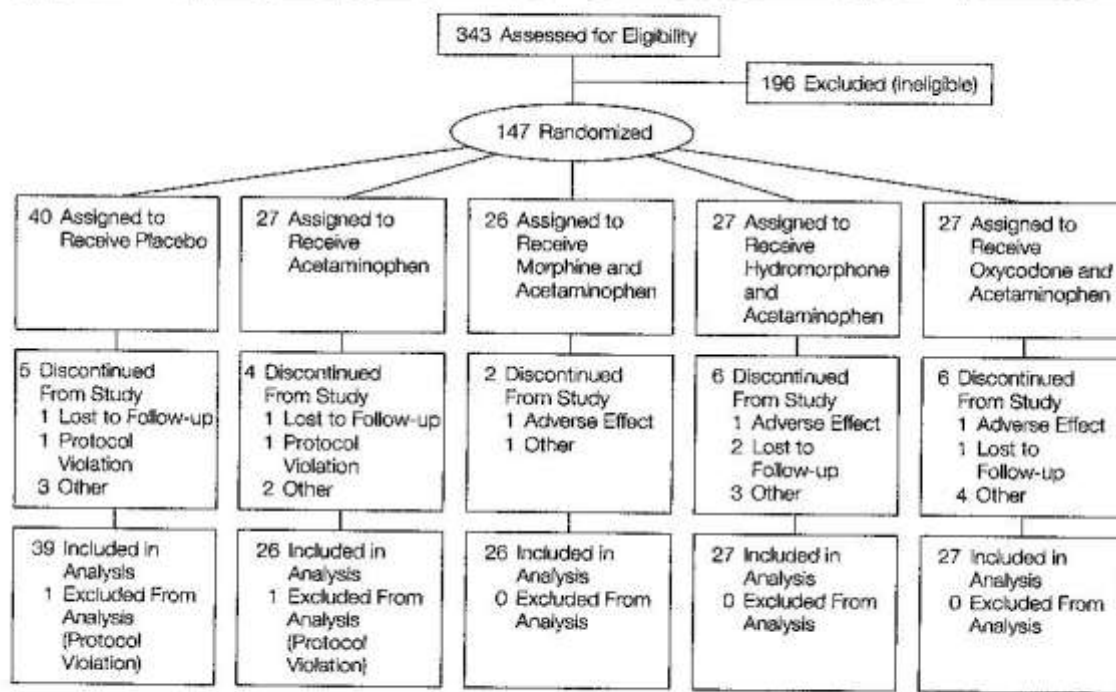 343 Assessed for Eligibility
196 Excluded (Ineligible)
147 Randomized
40 Assigned to
Receive Placebo
27 Assigned to
Receive
Acetaminophen
26 Assigned to
Receive
Morphine and
Acetaminophen
27 Assigned to
Receive
Hydromorphone
and
Acetaminophen
27 Assigned to
Receive
Oxycodone and
Acetaminophen
5 Discontinued
From Study
1 Lost to Follow-up
1 Protocol
Violation
3 Other
4 Discontinued
From Study
1 Lost to Follow-up
1 Protocol
Violation
2 Other
2 Discontinued
From Study
1 Adverse Effect
1 Other
6 Discontinued
From Study
1 Adverse Effect
2 Lost to
Follow-up
3 Other
6 Discontinued
From Study
1 Adverse Effect
1 Lost to
Follow-up
4 Other
39 Included in
Analysis
1 Excluded From
Analysis
(Protocol
Violation)
26 Included in
Analysis
1 Excluded From
Analysis
(Protocol
Violation)
26 Included in
Analysis
0 Excluded From
Analysis
27 Included in
Analysis
0 Excluded From
Analysis
27 Included in
Analysis
0 Excluded From
Analysis